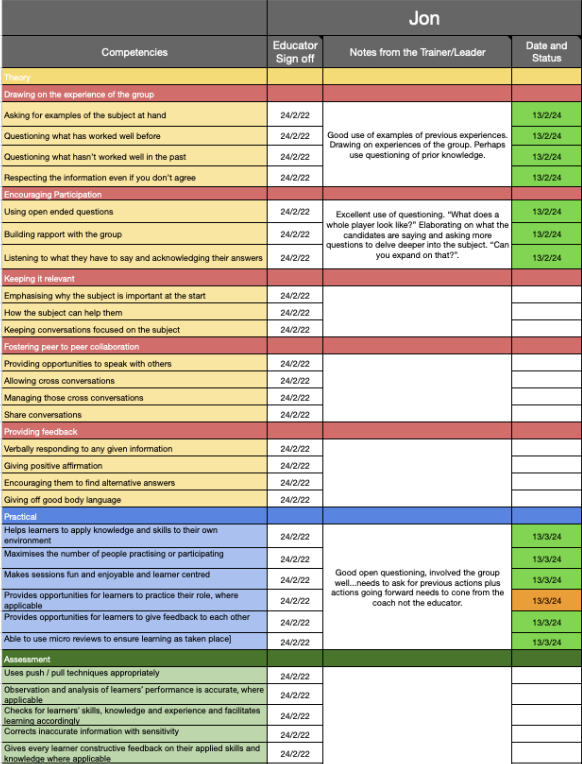 Jon
Competencies
Educator
Sign off
Notes from the Trainer/Leader
Date and
Status
Theory
Drawing on the experience of the group
Asking for examples of the subject at hand 24/2/22 13/2/24
Questioning what has worked well before 24/2/22 13/2/24
Questioning what hasn't worked well in the past 24/2/22 13/2/24
Respecting the information even if you don't agree 24/2/22 13/2/24
Good use of examples of previous experiences.
Drawing on experiences of the group. Perhaps
use questioning of prior knowledge.
Encouraging Participation
Using open ended questions 24/2/22 13/2/24
Building rapport with the group 24/2/22 13/2/24
Listening to what they have to say and acknowledging their answers 24/2/22 13/2/24
Excellent use of questioning. “What does a
whole player look like?” Elaborating on what the
candidates are saying and asking more
questions to delve deeper into the subject. “Can
you expand on that?”.
Keeping it relevant
Emphasising why the subject is important at the start 24/2/22
How the subject can help them 24/2/22
Keeping conversations focused on the subject 24/2/22
Fostering peer to peer collaboration
Providing opportunities to speak with others 24/2/22
Allowing cross conversations 24/2/22
Managing those cross conversations 24/2/22
Share conversations 24/2/22
Providing feedback
Verbally responding to any given information 24/2/22
Giving positive affirmation 24/2/22
Encouraging them to find alternative answers 24/2/22
Giving off good body language 24/2/22
Practical
Helps learners to apply knowledge and skills to their own
environment 24/2/22 13/3/24
Maximises the number of people practising or participating 24/2/22 13/3/24
Makes sessions fun and enjoyable and learner centred 24/2/22 13/3/24
Provides opportunities for learners to practice their role, where
applicable 24/2/22 13/3/24
Provides opportunities for learners to give feedback to each other 24/2/22 13/3/24
Able to use micro reviews to ensure learning as taken place] 24/2/22 13/3/24
Good open questioning, involved the group
well...needs to ask for previous actions plus
actions going forward needs to cone from the
coach not the educator.
Assessment
Uses push / pull techniques appropriately 24/2/22
Observation and analysis of learners' performance is accurate, where
applicable 24/2/22
Checks for learners' skills, knowledge and experience and facilitates
learning accordingly 24/2/22
Corrects inaccurate information with sensitivity 24/2/22
Gives every learner constructive feedback on their applied skills and
knowledge where applicable 24/2/22